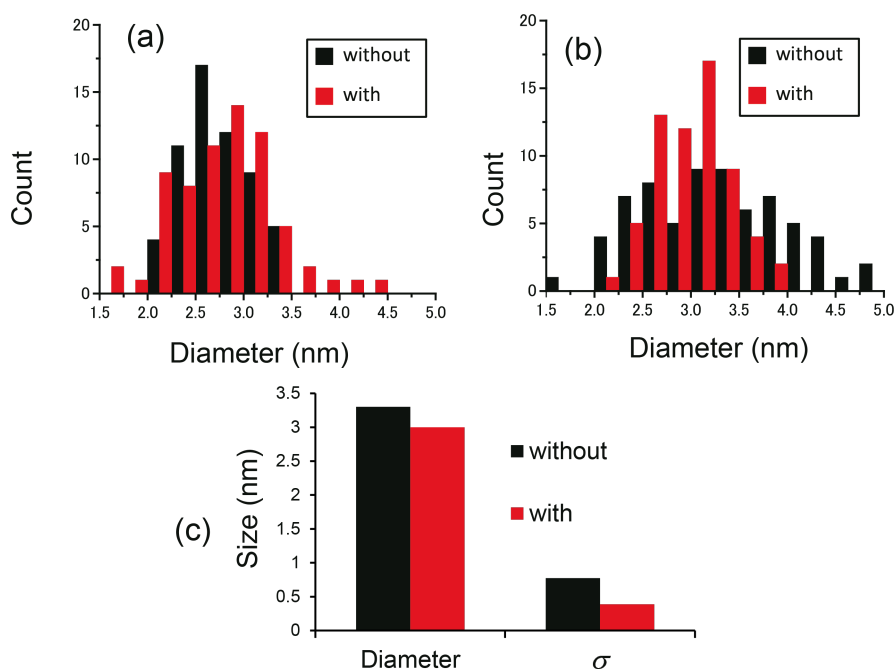 (a)
without
with
20
15
10
5
0
Count
1.5 2.0 2.5 3.0 3.5 4.0 4.5 5.0
Diameter (nm)
(b)
without
with
20
15
10
5
0
Count
1.5 2.0 2.5 3.0 3.5 4.0 4.5 5.0
Diameter (nm)
(c)
3.5
3
2.5
2
1.5
1
0.5
0
Size (nm)
without
with
Diameter σ